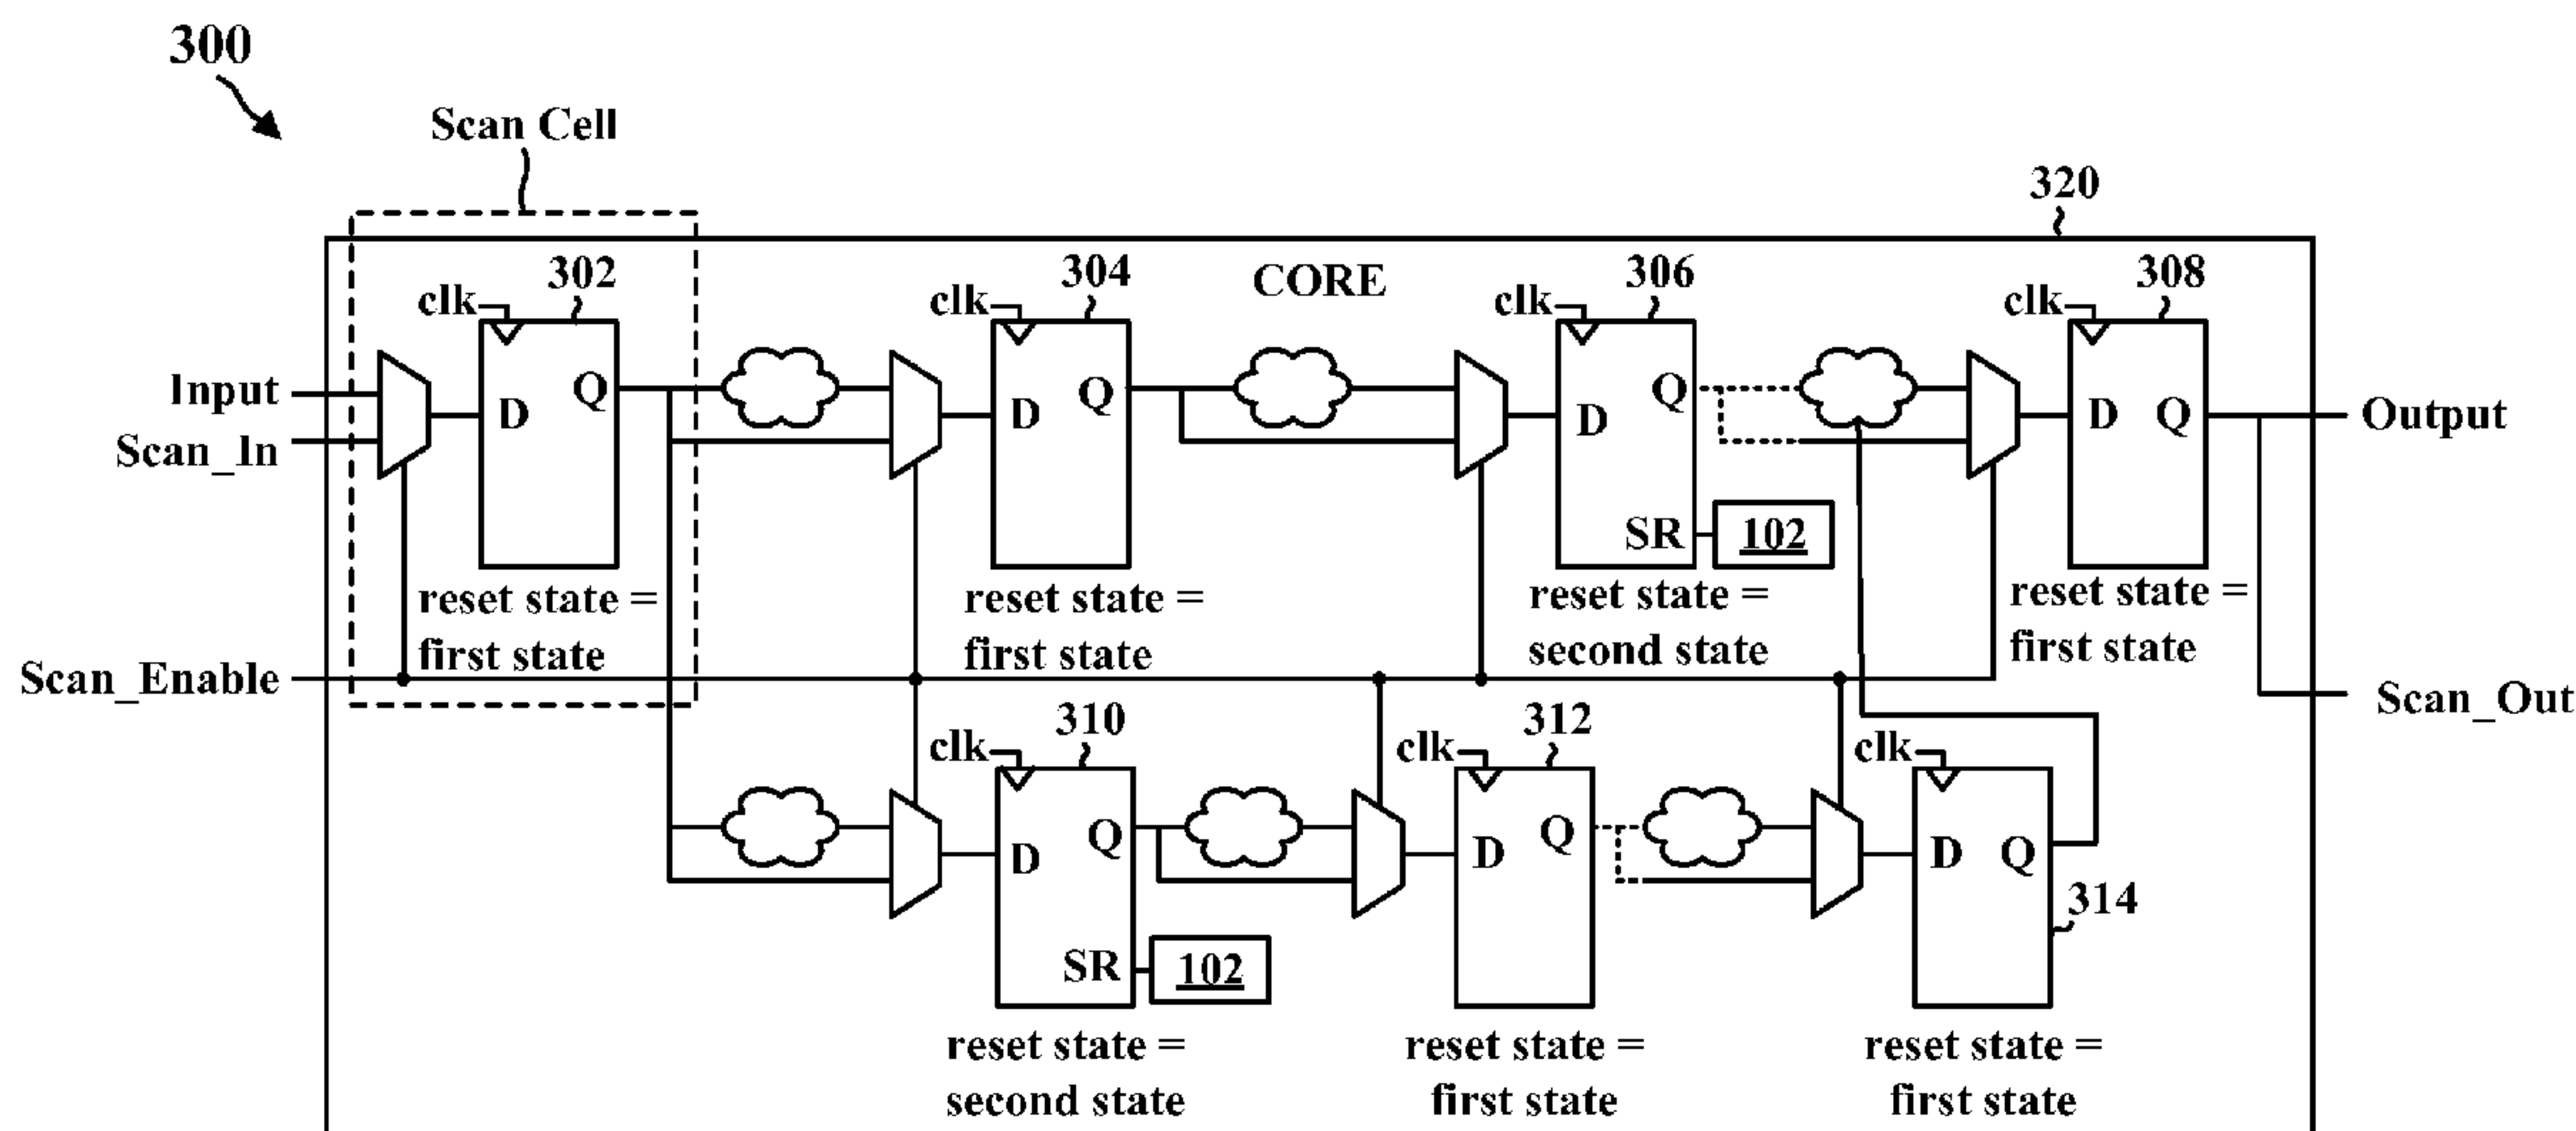 300
Scan Cell
320
302
304
CORE
306
308
clk
clk
clk
clk
Input
Scan_In
D
Q
D
Q
D
Q
D
Q
Output
SR
102
reset state =
first state
reset state =
first state
reset state =
second state
reset state =
first state
Scan_Enable
Scan_Out
310
312
clk
clk
clk
D
Q
D
Q
D
Q
314
SR
102
reset state =
second state
reset state =
first state
reset state =
first state